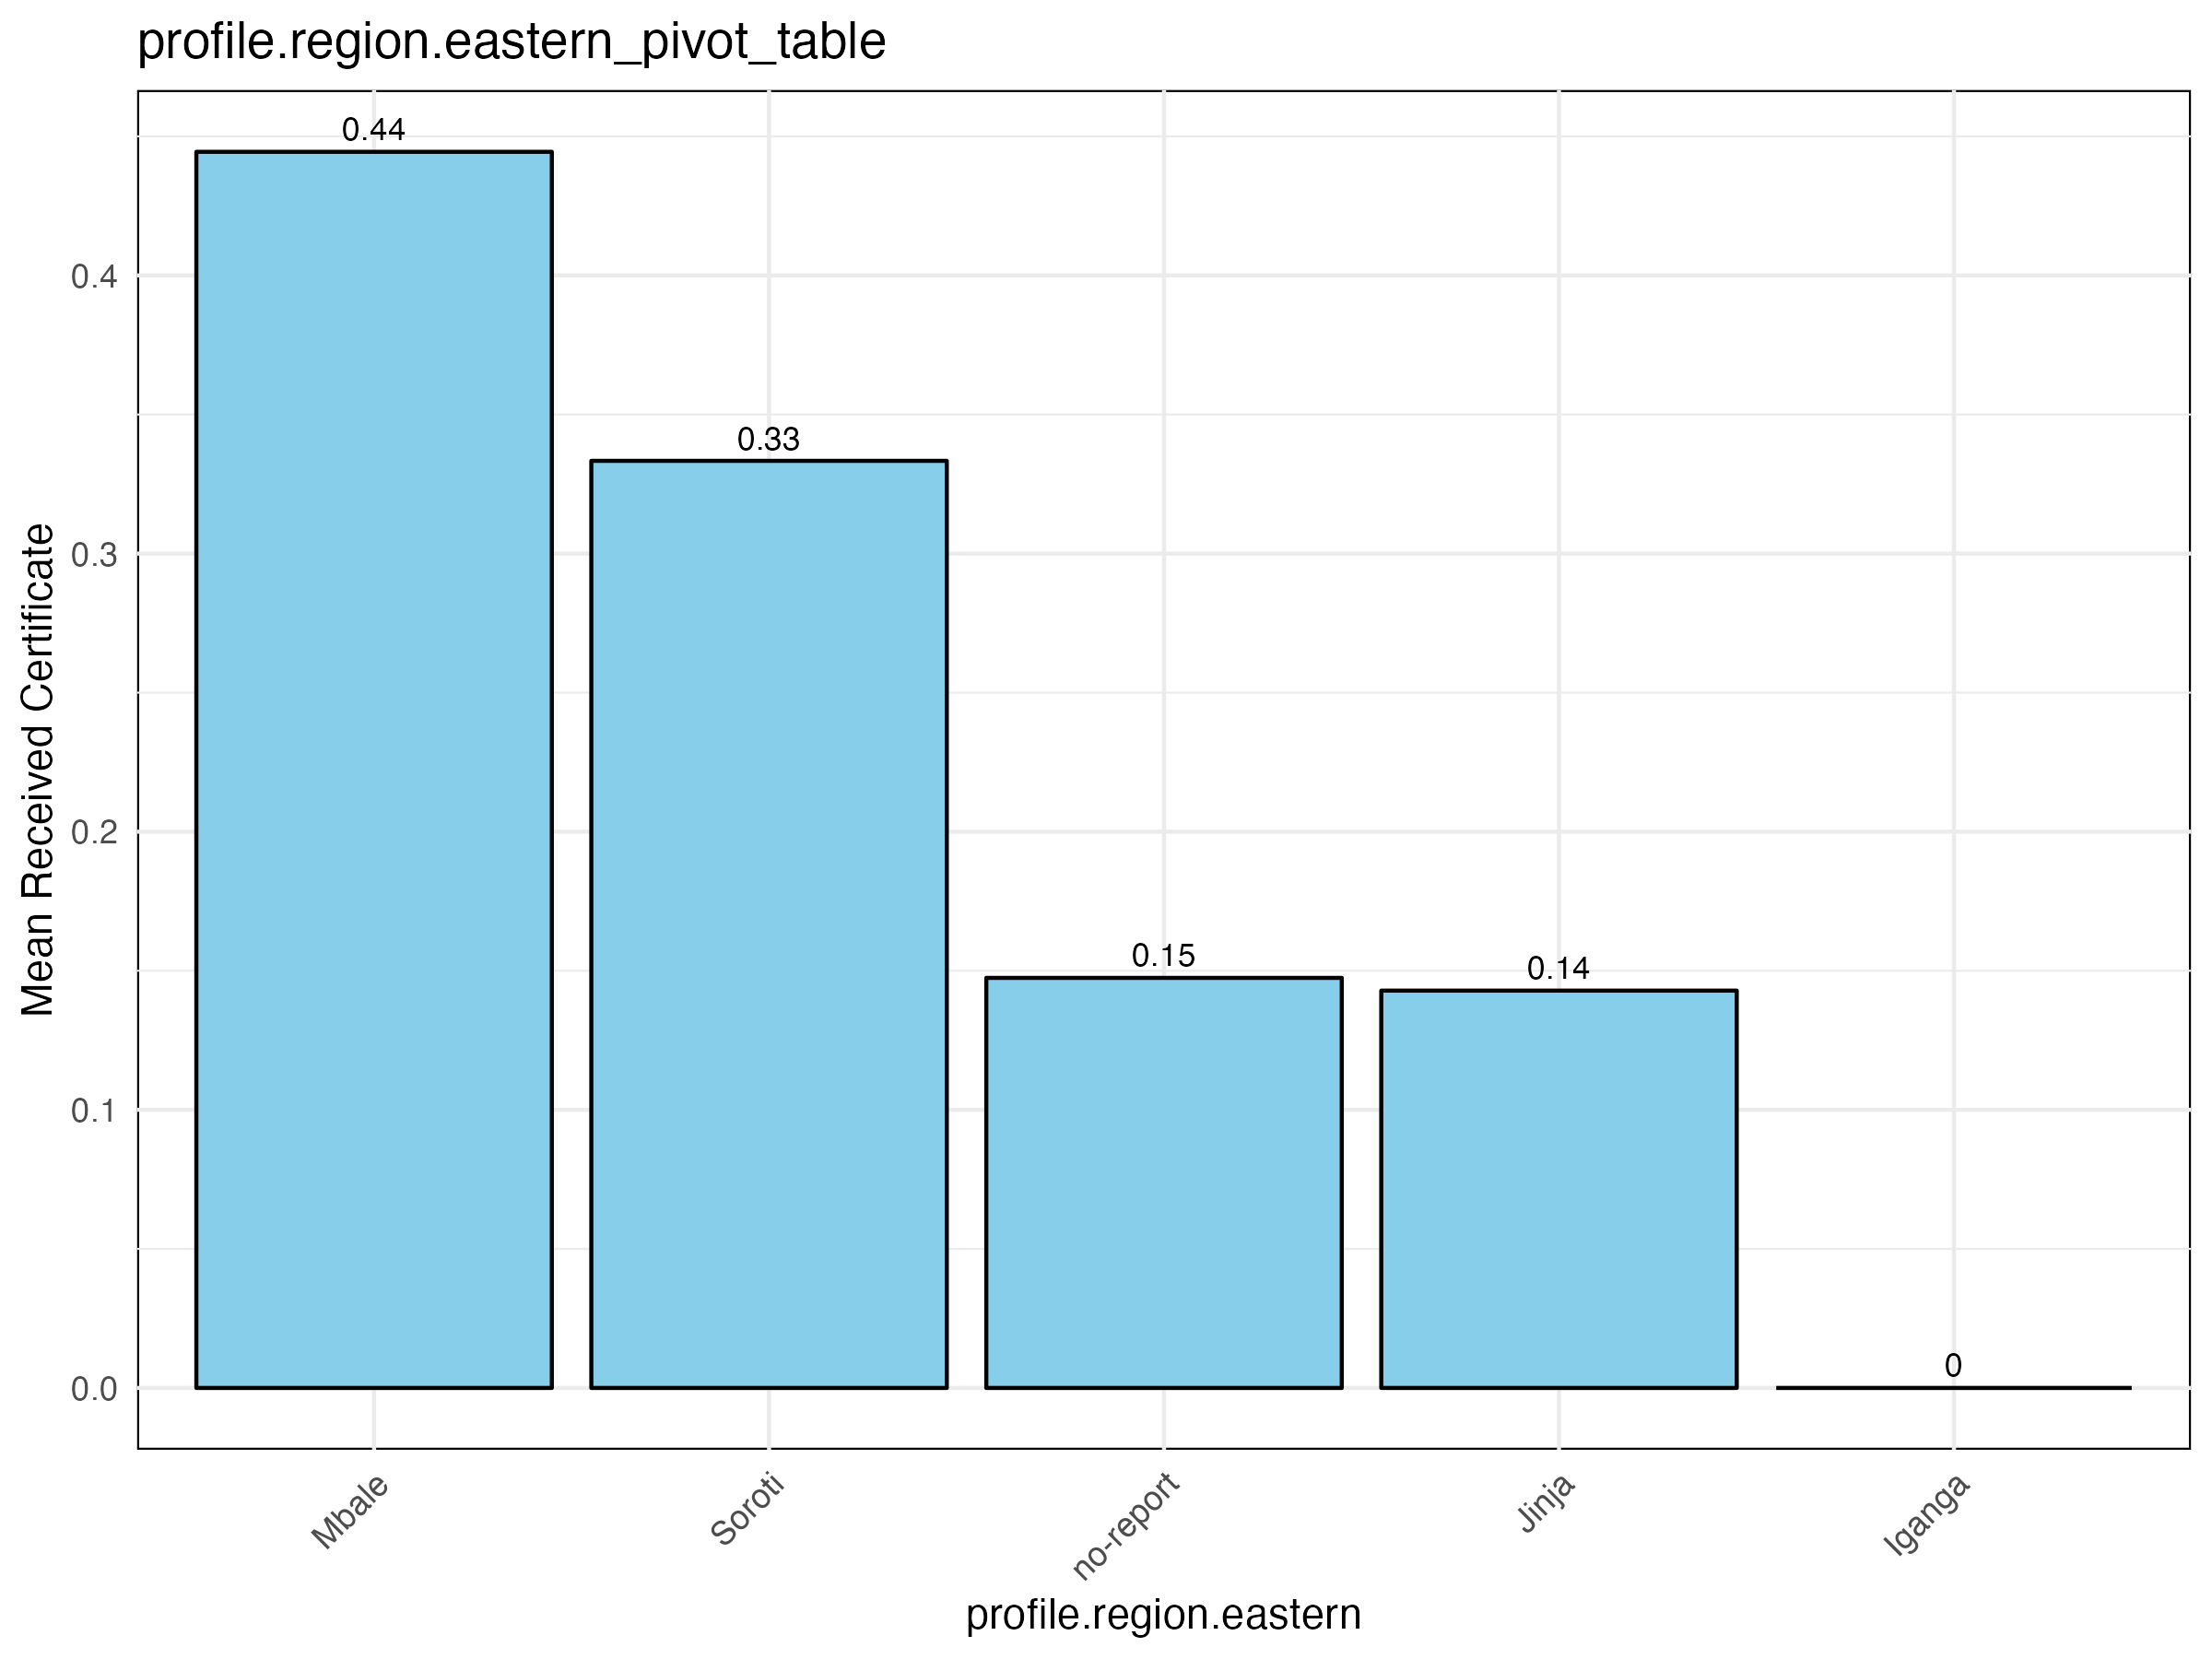 profile.region.eastern_pivot_table
Mean Received Certificate
0.4
0.3
0.2
0.1
0.0
0.44
0.33
0.15
0.14
0
Mbale
Soroti
no-report
Jinja
Iganga
profile.region.eastern